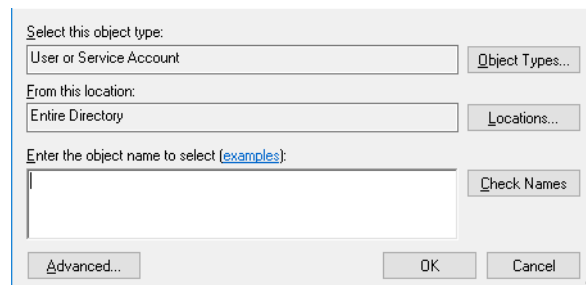 Select this object type:
User or Service Account
Object Types...
From this location:
Entire Directory
Locations...
Enter the object name to select (examples):
Check Names
Advanced...
OK
Cancel